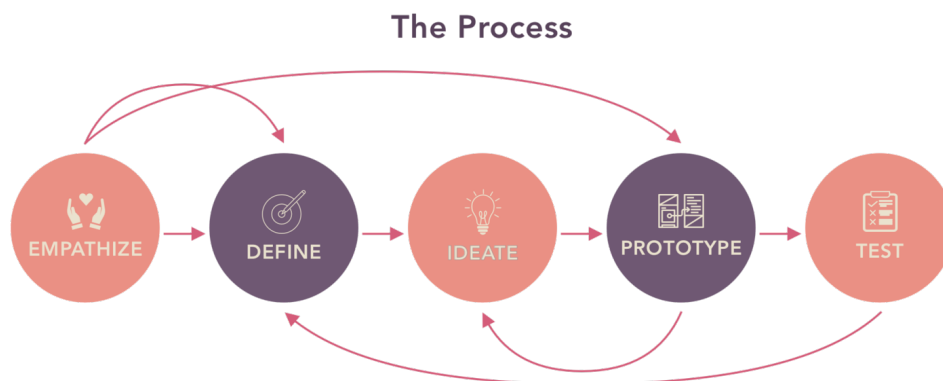 The Process
EMPATHIZE
DEFINE
IDEATE
PROTOTYPE
TEST